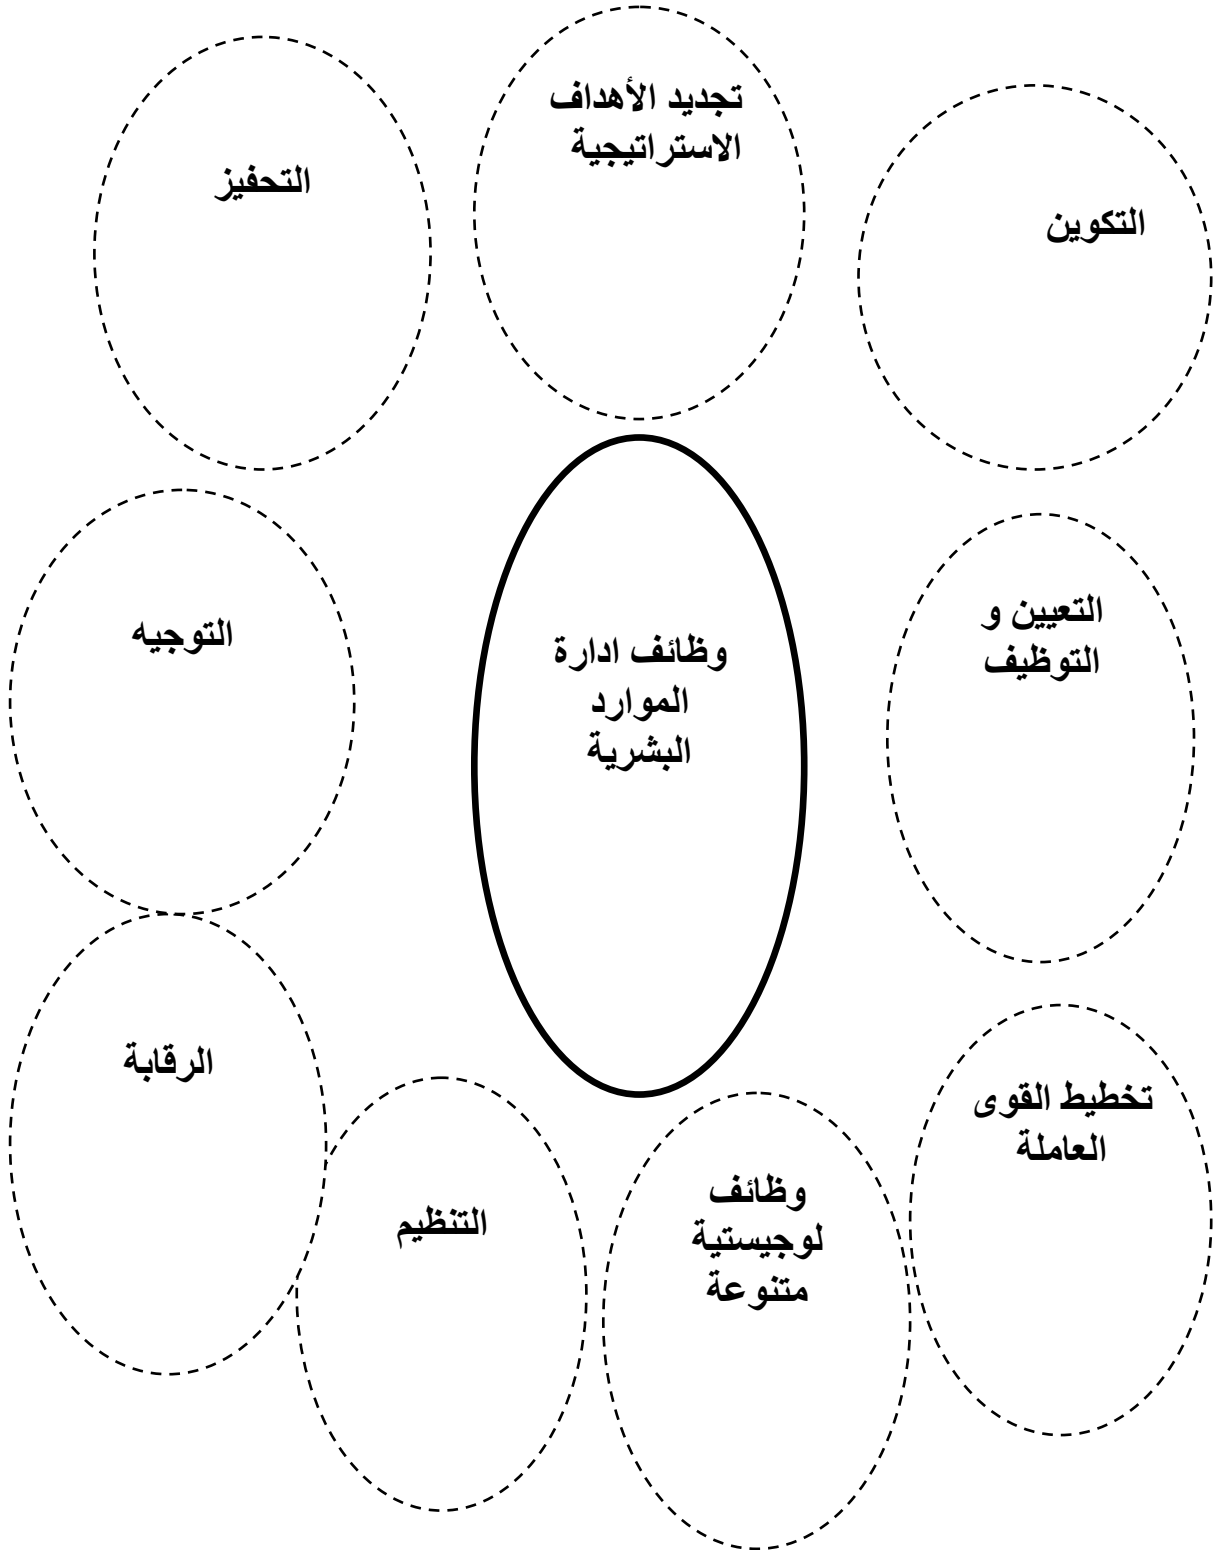 تجديد الأهداف
الاستراتيجية
التحفيز
التكوين
التعيين و
التوظيف
التوجيه
وظائف ادارة
الموارد
البشرية
الرقابة
تخطيط القوى
العاملة
وظائف
لوجيستية
متنوعة
التنظيم